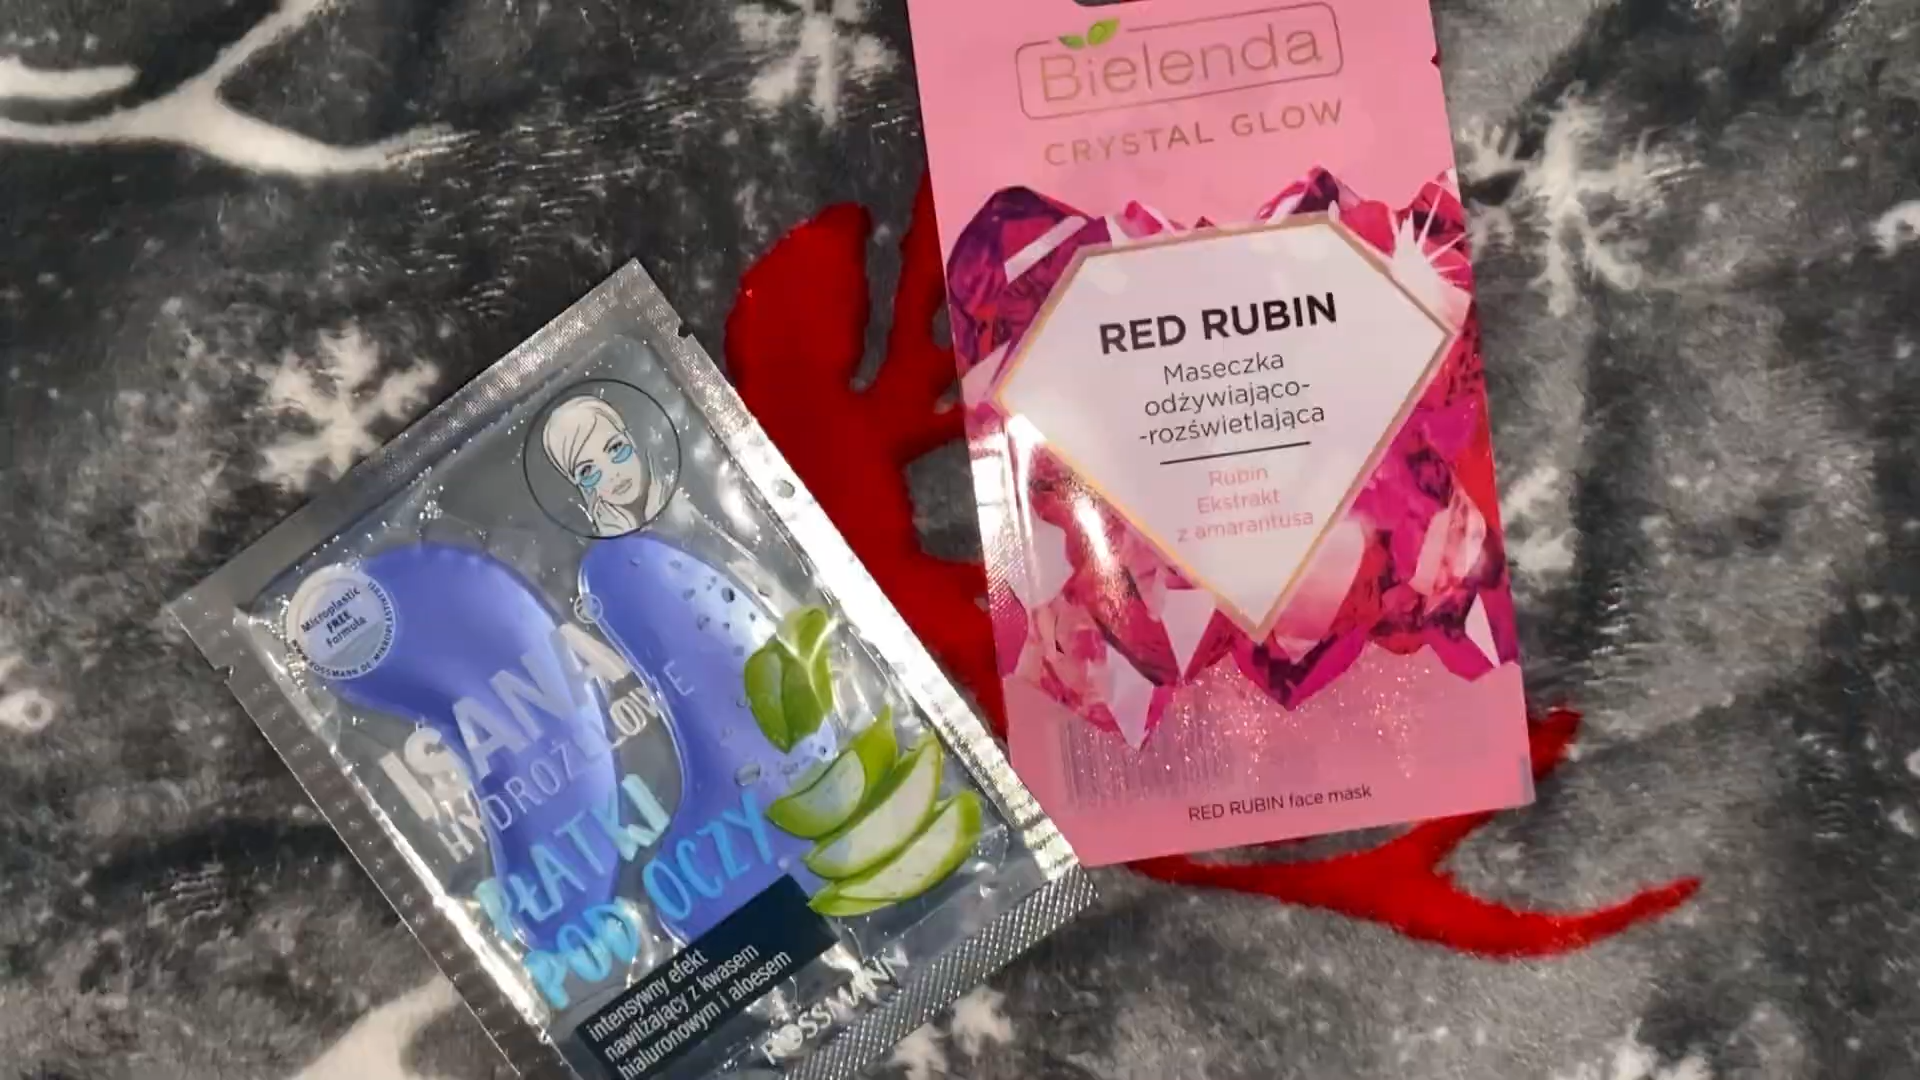 Bielenda
CRYSTAL GLOW
RED RUBIN
Maseczka
odżywiająco-
-rozświetlająca
Rubin
Ekstrakt
z amarantusa
RED RUBIN face mask
Microplastic
FREE
Formula
ISANA
HYDROŻELOWE
PŁATKI
POD OCZY
intensywny efekt
nawilżający z kwasem
hialuronowym i aloesem
ROSSMANN